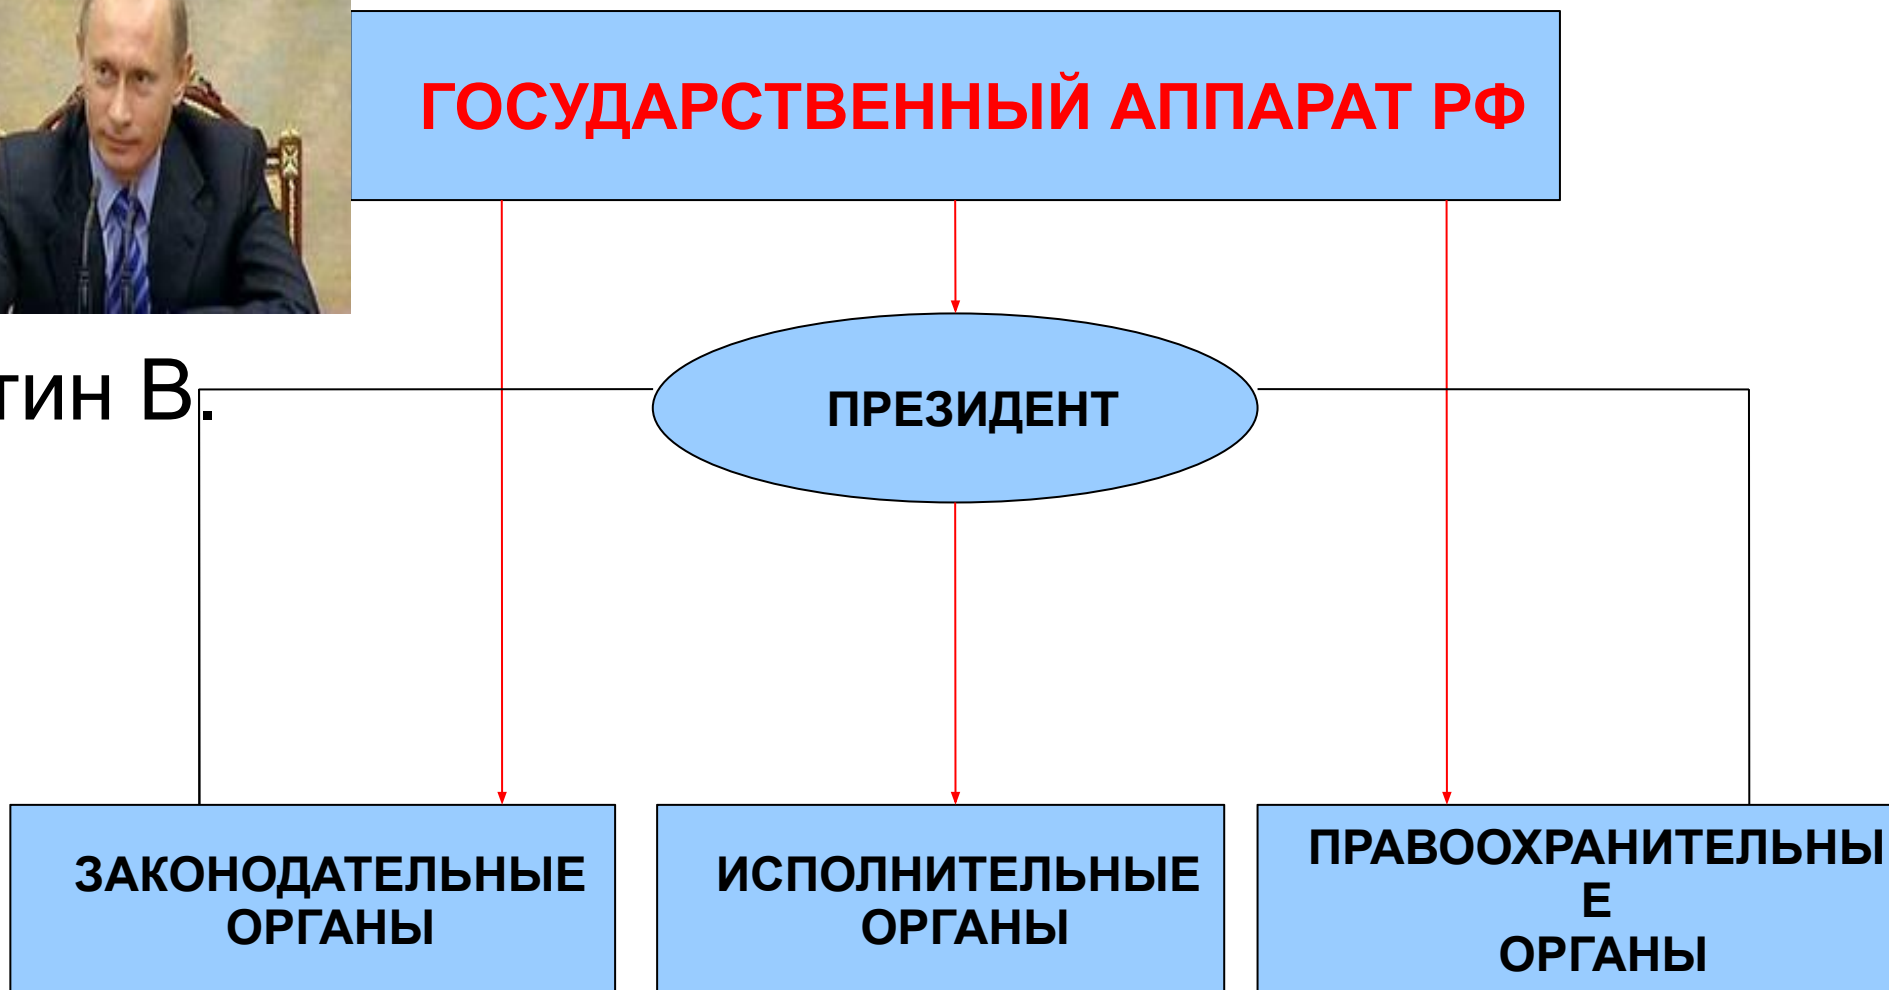 ГОСУДАРСТВЕННЫЙ АППАРАТ РФ
тин В.
ПРЕЗИДЕНТ
ЗАКОНОДАТЕЛЬНЫЕ
ОРГАНЫ
ИСПОЛНИТЕЛЬНЫЕ
ОРГАНЫ
ПРАВООХРАНИТЕЛЬНЫ
Е
ОРГАНЫ